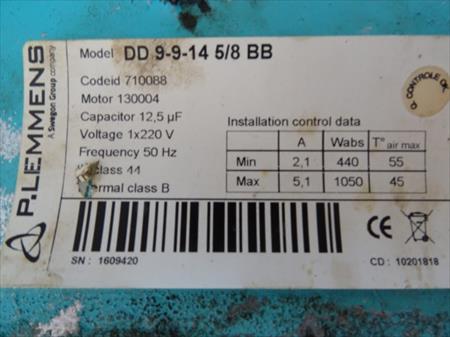 P.LEMMENS
A Swegon Group company
Model DD 9-9-14 5/8 BB
Codeid 710088
Motor 130004
Capacitor 12,5 µF
Voltage 1x220 V
Frequency 50 Hz
class 44
Thermal class B
Q. CONTROLE OK
Installation control data
A Wabs T° air max
Min 2,1 440 55
Max 5,1 1050 45
CE
SN : 1609420
CD : 10201818